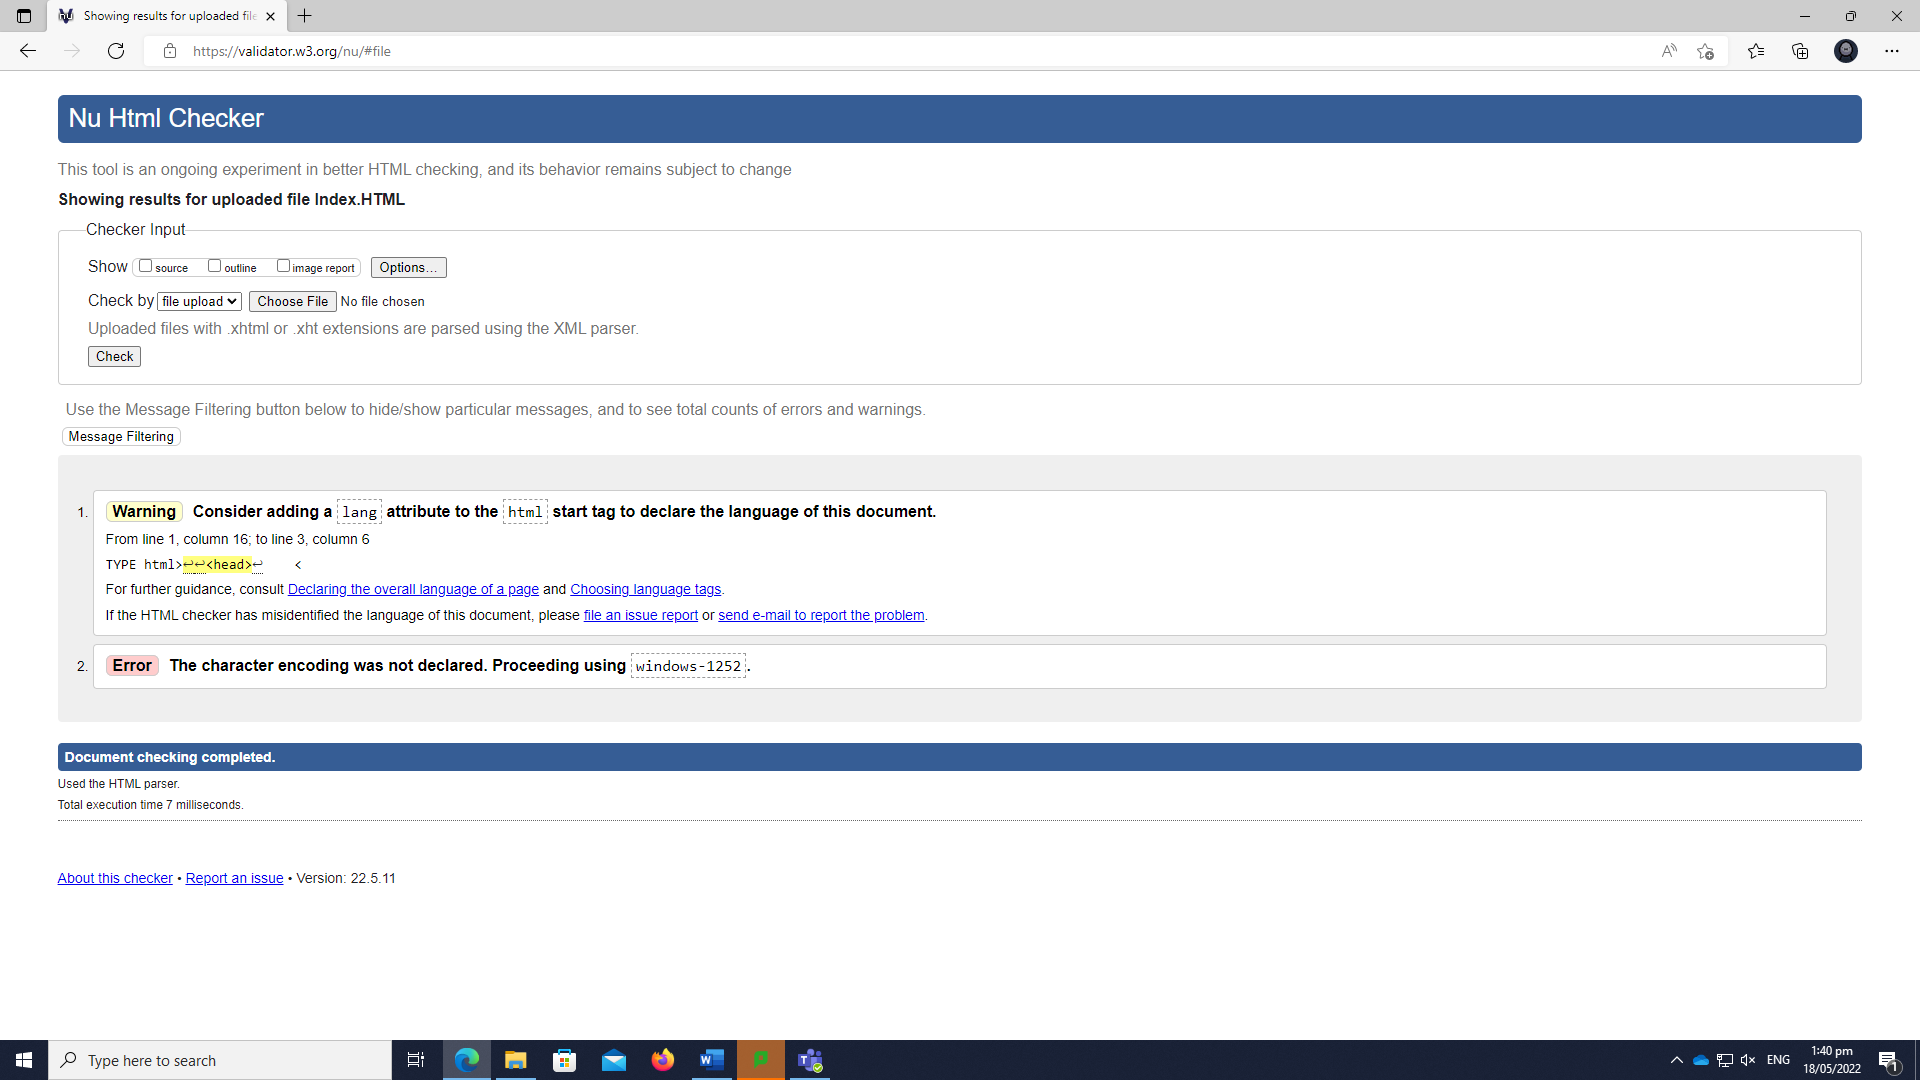 Showing results for uploaded file
https://validator.w3.org/nu/#file
Nu Html Checker
This tool is an ongoing experiment in better HTML checking, and its behavior remains subject to change
Showing results for uploaded file Index.HTML
Checker Input
Show source outline image report Options...
Check by file upload Choose File No file chosen
Uploaded files with .xhtml or .xht extensions are parsed using the XML parser.
Check
Use the Message Filtering button below to hide/show particular messages, and to see total counts of errors and warnings.
Message Filtering
1. Warning Consider adding a lang attribute to the html start tag to declare the language of this document.
From line 1, column 16; to line 3, column 6
TYPE html>↩↩<head>↩ <
For further guidance, consult Declaring the overall language of a page and Choosing language tags.
If the HTML checker has misidentified the language of this document, please file an issue report or send e-mail to report the problem.
2. Error The character encoding was not declared. Proceeding using windows-1252.
Document checking completed.
Used the HTML parser.
Total execution time 7 milliseconds.
About this checker • Report an issue • Version: 22.5.11
Type here to search
ENG
1:40 pm
18/05/2022
1